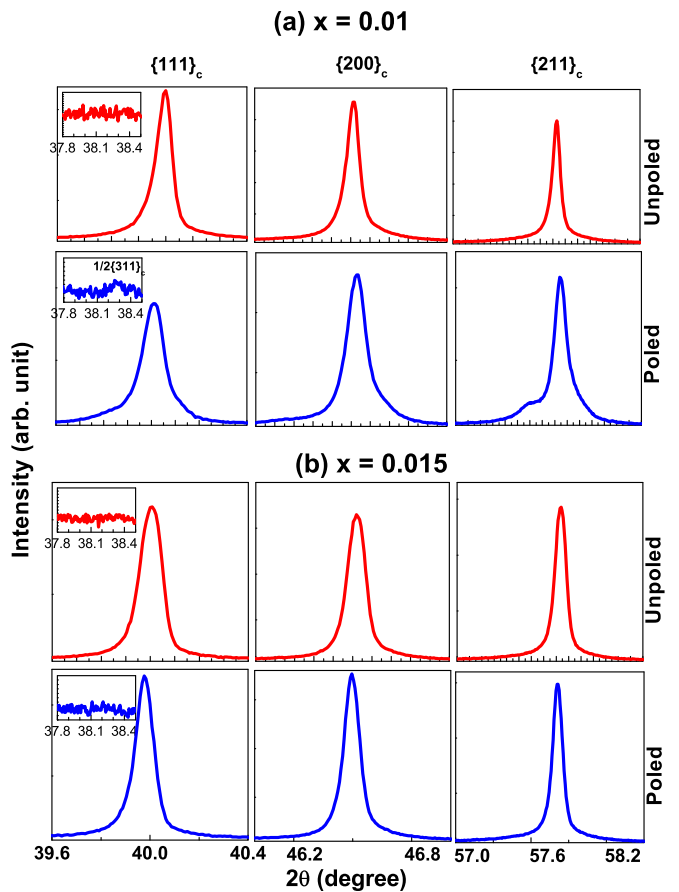 (a) x = 0.01
{111}c {200}c {211}c
37.8 38.1 38.4
Unpoled
1/2{311}c
37.8 38.1 38.4
Poled
Intensity (arb. unit)
(b) x = 0.015
37.8 38.1 38.4
Unpoled
37.8 38.1 38.4
Poled
39.6 40.0 40.4 46.2 46.8 57.0 57.6 58.2
2θ (degree)